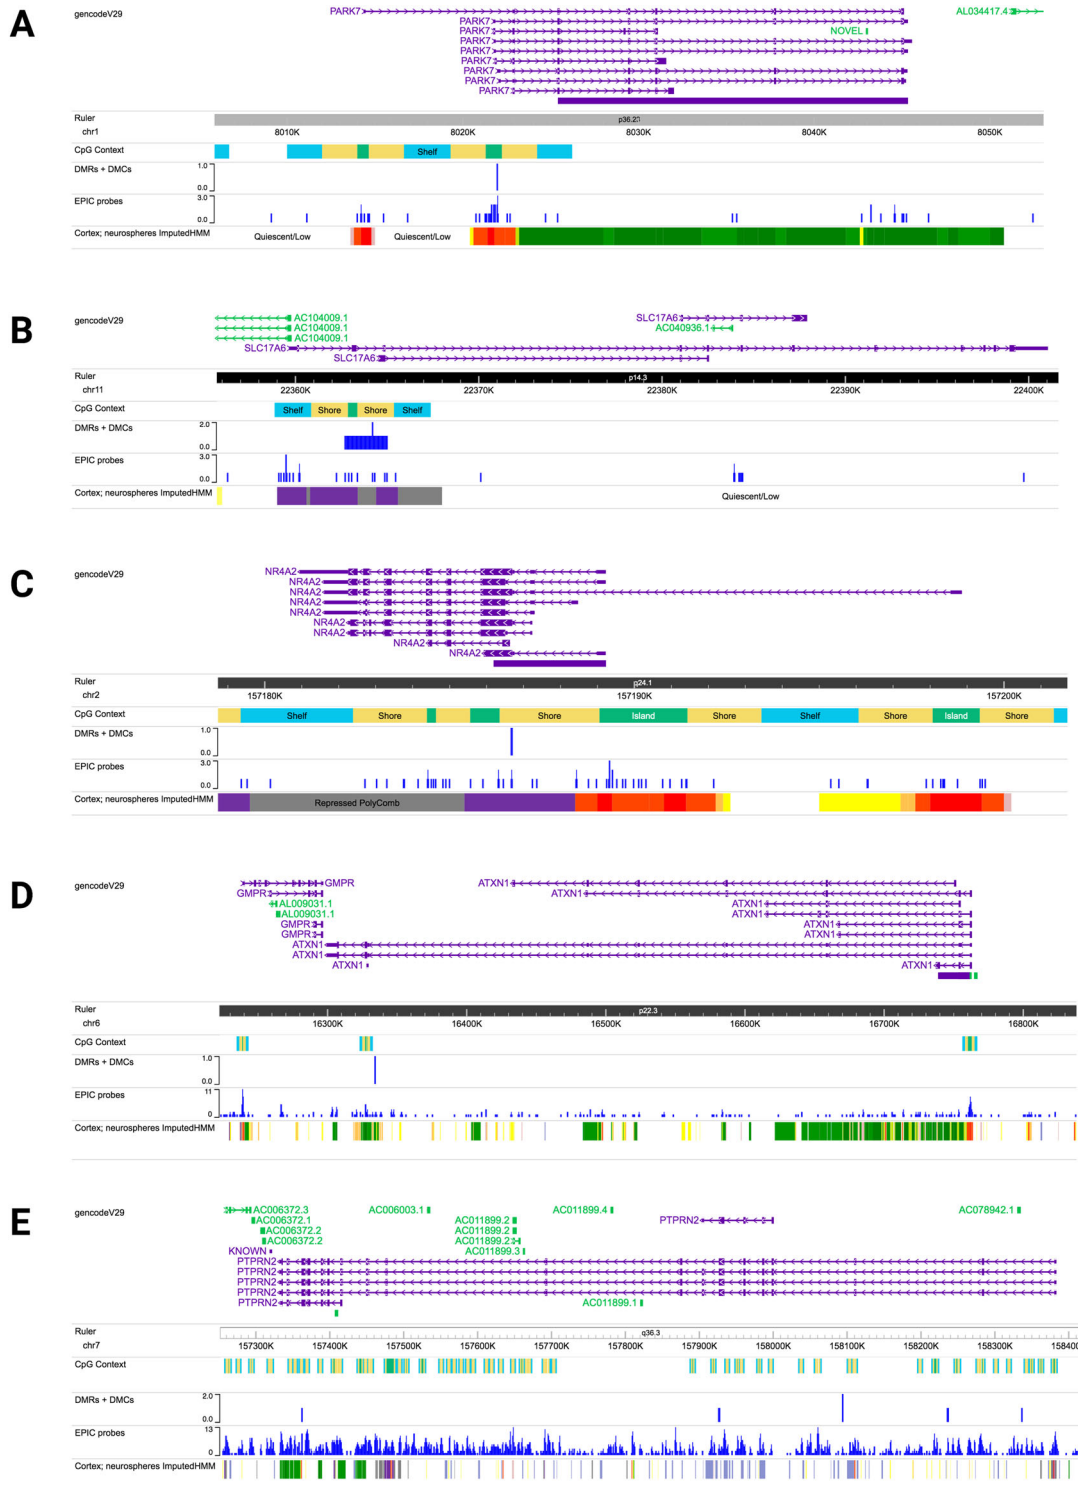 A
gencodeV29
PARK7
AL034417.4
PARK7
PARK7
NOVEL
PARK7
PARK7
PARK7
PARK7
PARK7
PARK7
Ruler
p36.23
chr1
8010K 8020K 8030K 8040K 8050K
CpG Context
Shelf
DMRs + DMCs
1.0
0.0
EPIC probes
3.0
0.0
Cortex; neurospheres ImputedHMM
Quiescent/Low Quiescent/Low
B
gencodeV29
AC104009.1
SLC17A6
AC104009.1
AC040936.1
AC104009.1
SLC17A6
SLC17A6
Ruler
p14.3
chr11
22360K 22370K 22380K 22390K 22400K
CpG Context
Shelf Shore Shore Shelf
DMRs + DMCs
2.0
0.0
EPIC probes
3.0
0.0
Cortex; neurospheres ImputedHMM
Quiescent/Low
C
gencodeV29
NR4A2
NR4A2
NR4A2
NR4A2
NR4A2
NR4A2
NR4A2
NR4A2
NR4A2
Ruler
q24.1
chr2
157180K 157190K 157200K
CpG Context
Shelf Shore Shore Island Shore Shelf Shore Island Shore
DMRs + DMCs
1.0
0.0
EPIC probes
3.0
0.0
Cortex; neurospheres ImputedHMM
Repressed PolyComb
D
gencodeV29
GMPR
ATXN1
GMPR
AL009031.1
ATXN1
AL009031.1
ATXN1
GMPR
ATXN1
GMPR
ATXN1
ATXN1
ATXN1
ATXN1
ATXN1
Ruler
p22.3
chr6
16300K 16400K 16500K 16600K 16700K 16800K
CpG Context
DMRs + DMCs
1.0
0.0
EPIC probes
11
0
Cortex; neurospheres ImputedHMM
E
gencodeV29
AC006372.3 AC006003.1 AC011899.4 AC078942.1
AC006372.1 AC011899.2 PTPRN2
AC006372.2 AC011899.2
AC006372.2 AC011899.2
KNOWN AC011899.3
PTPRN2
PTPRN2
PTPRN2
PTPRN2
PTPRN2 AC011899.1
Ruler
q36.3
chr7
157300K 157400K 157500K 157600K 157700K 157800K 157900K 158000K 158100K 158200K 158300K 15840
CpG Context
DMRs + DMCs
2.0
0.0
EPIC probes
13
0
Cortex; neurospheres ImputedHMM